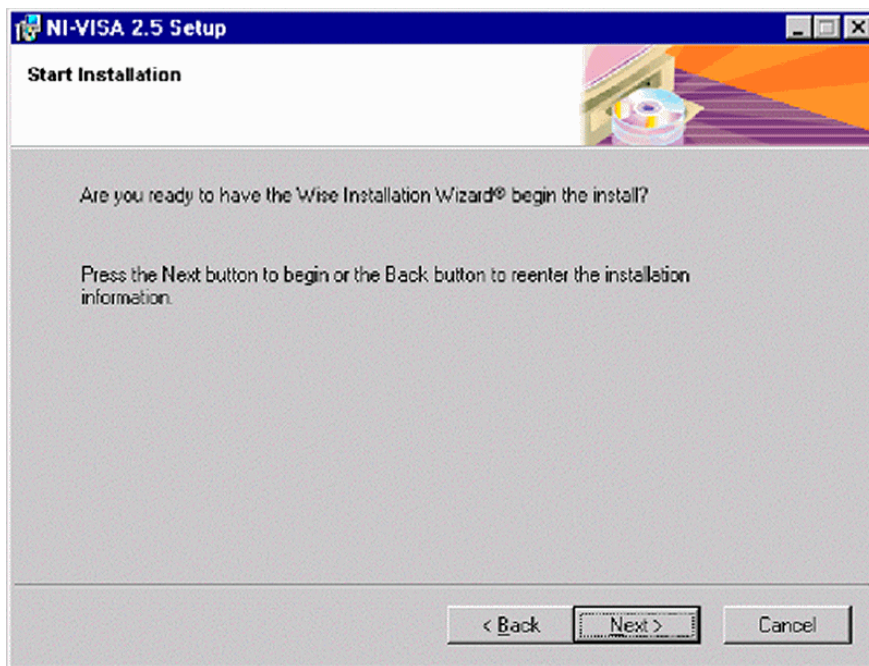 NI-VISA 2.5 Setup
Start Installation
Are you ready to have the Wise Installation Wizard® begin the install?
Press the Next button to begin or the Back button to reenter the installation
information.
< Back
Next >
Cancel